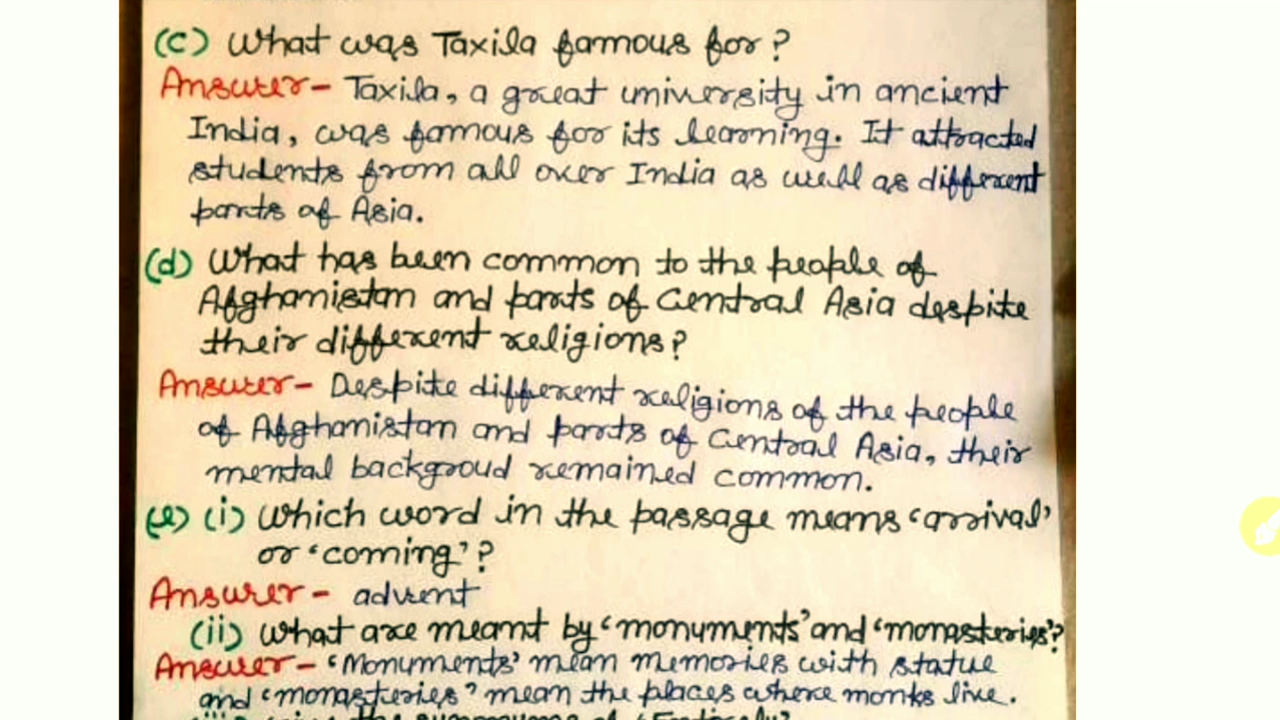 (c) What was Taxila famous for?
Answer- Taxila, a great university in ancient
India, was famous for its learning. It attracted
students from all over India as well as different
parts of Asia.
(d) What has been common to the people of
Afghanistan and parts of Central Asia despite
their different religions?
Answer- Despite different religions of the people
of Afghanistan and parts of Central Asia, their
mental backgroud remained common.
(e) (i) Which word in the passage means 'arrival'
or 'coming'?
Answer- advent
(ii) What are meant by 'monuments' and 'monasteries'?
Answer- 'Monuments' mean memories with statue
and 'monasteries' mean the places where monks live.
the synonyms of 'Entirely'